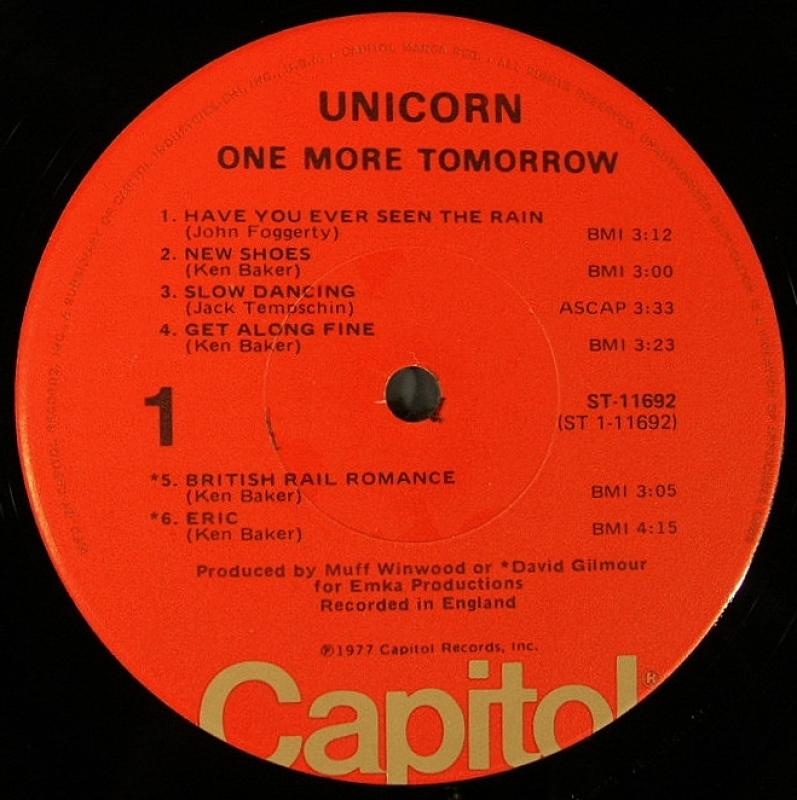 UNICORN
ONE MORE TOMORROW
1. HAVE YOU EVER SEEN THE RAIN
(John Foggerty) BMI 3:12
2. NEW SHOES
(Ken Baker) BMI 3:00
3. SLOW DANCING
(Jack Tempschin) ASCAP 3:33
4. GET ALONG FINE
(Ken Baker) BMI 3:23
1
ST-11692
(ST 1-11692)
*5. BRITISH RAIL ROMANCE
(Ken Baker) BMI 3:05
*6. ERIC
(Ken Baker) BMI 4:15
Produced by Muff Winwood or *David Gilmour
for Emka Productions
Recorded in England
℗1977 Capitol Records, Inc.
Capitol®